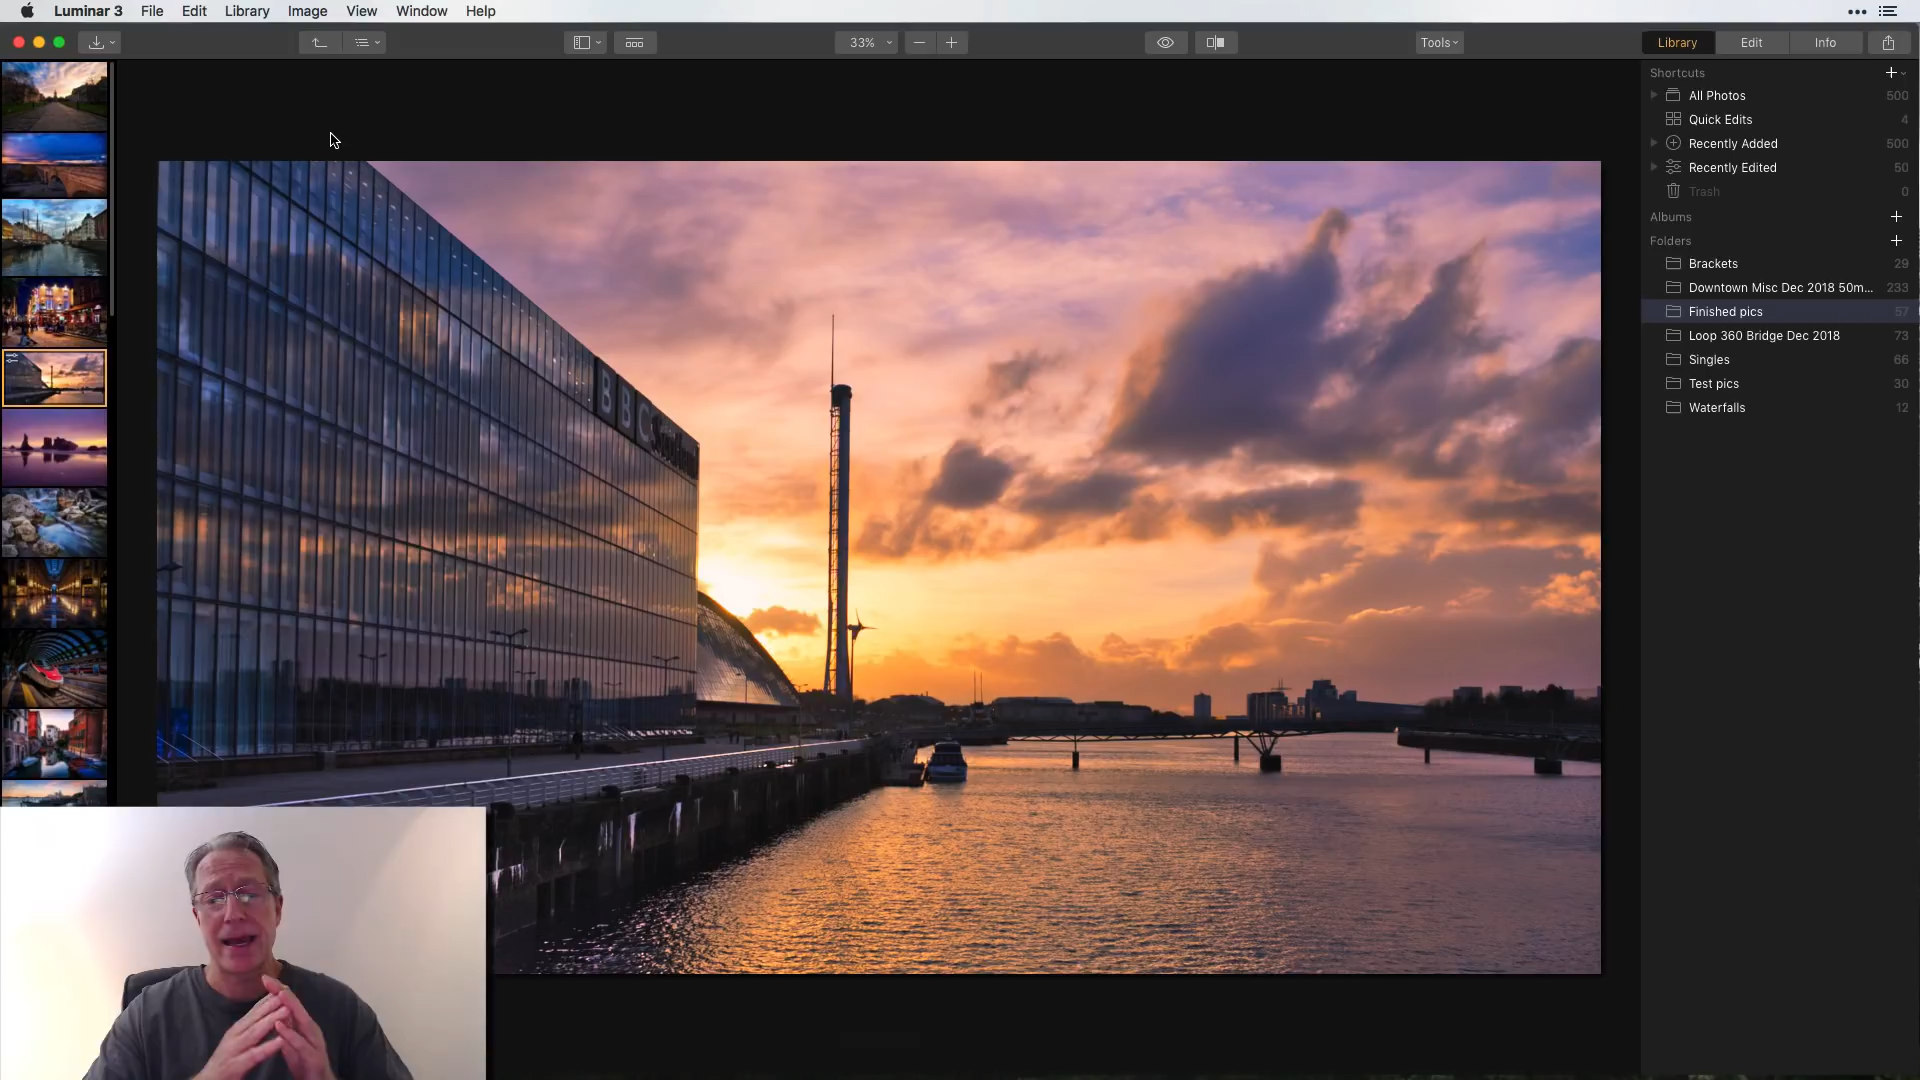 Luminar 3 File Edit Library Image View Window Help
33% Tools Library Edit Info
Shortcuts
All Photos 500
Quick Edits 4
Recently Added 500
Recently Edited 50
Trash 0
Albums
Folders
Brackets 29
Downtown Misc Dec 2018 50m... 233
Finished pics 57
Loop 360 Bridge Dec 2018 73
Singles 66
Test pics 30
Waterfalls 12
BBC